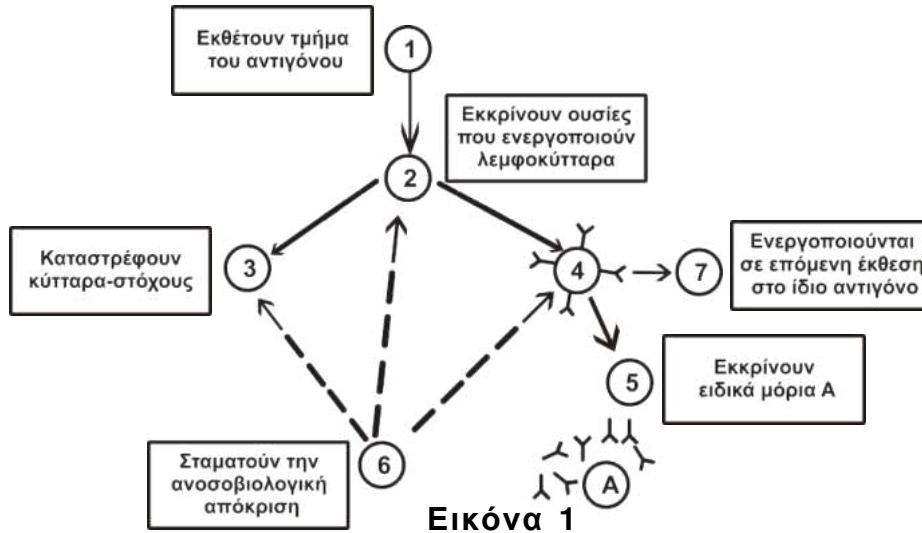 Εκθέτουν τμήμα
του αντιγόνου
1
Εκκρίνουν ουσίες
που ενεργοποιούν
λεμφοκύτταρα
2
Καταστρέφουν
κύτταρα-στόχους
3
4
7
Ενεργοποιούνται
σε επόμενη έκθεση
στο ίδιο αντιγόνο
5
Εκκρίνουν
ειδικά μόρια Α
Σταματούν την
ανοσοβιολογική
απόκριση
6
Α
Εικόνα 1